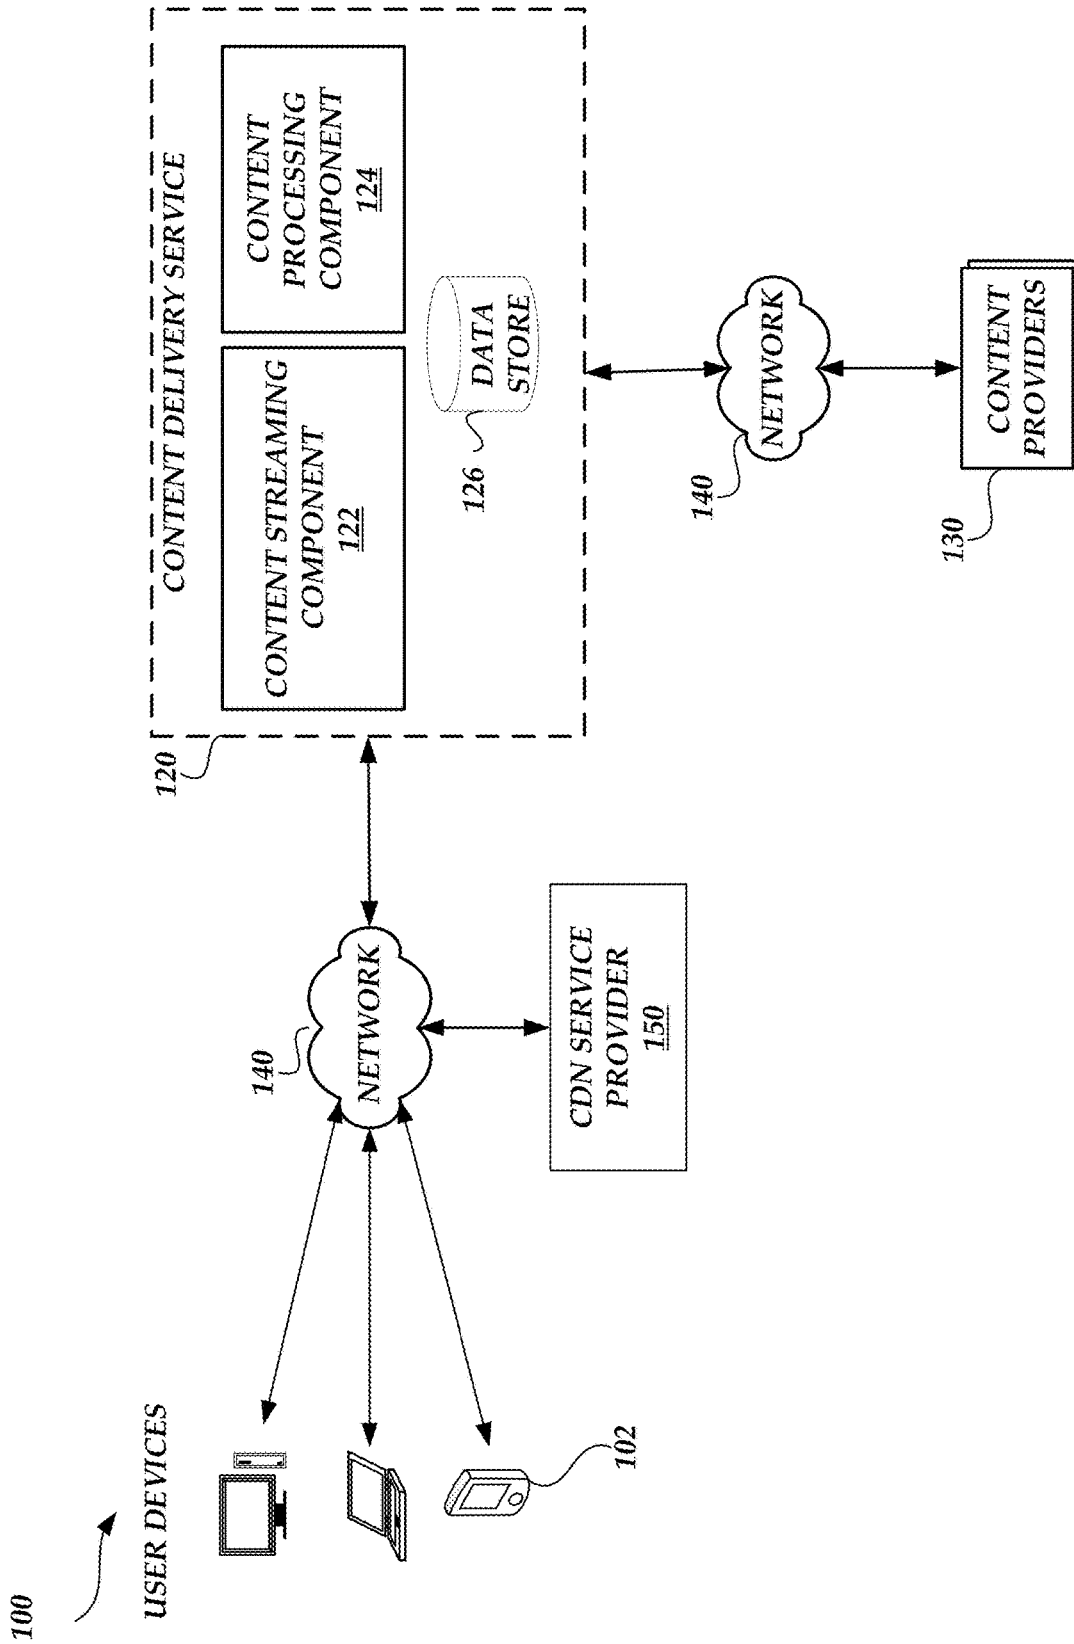 100
USER DEVICES
102
140
NETWORK
CDN SERVICE
PROVIDER
150
120
CONTENT DELIVERY SERVICE
CONTENT STREAMING
COMPONENT
122
CONTENT
PROCESSING
COMPONENT
124
DATA
STORE
126
140
NETWORK
130
CONTENT
PROVIDERS